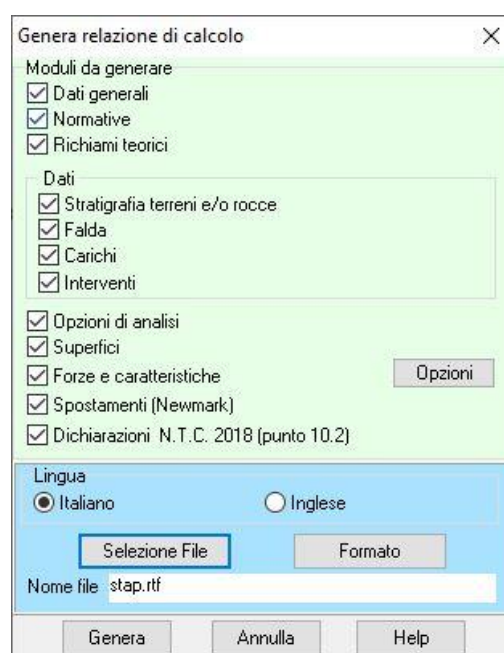 Genera relazione di calcolo
Moduli da generare
Dati generali
Normative
Richiami teorici
Dati
Stratigrafia terreni e/o rocce
Falda
Carichi
Interventi
Opzioni di analisi
Superfici
Forze e caratteristiche
Opzioni
Spostamenti (Newmark)
Dichiarazioni N.T.C. 2018 (punto 10.2)
Lingua
Italiano
Inglese
Selezione File
Formato
Nome file stap.rtf
Genera
Annulla
Help